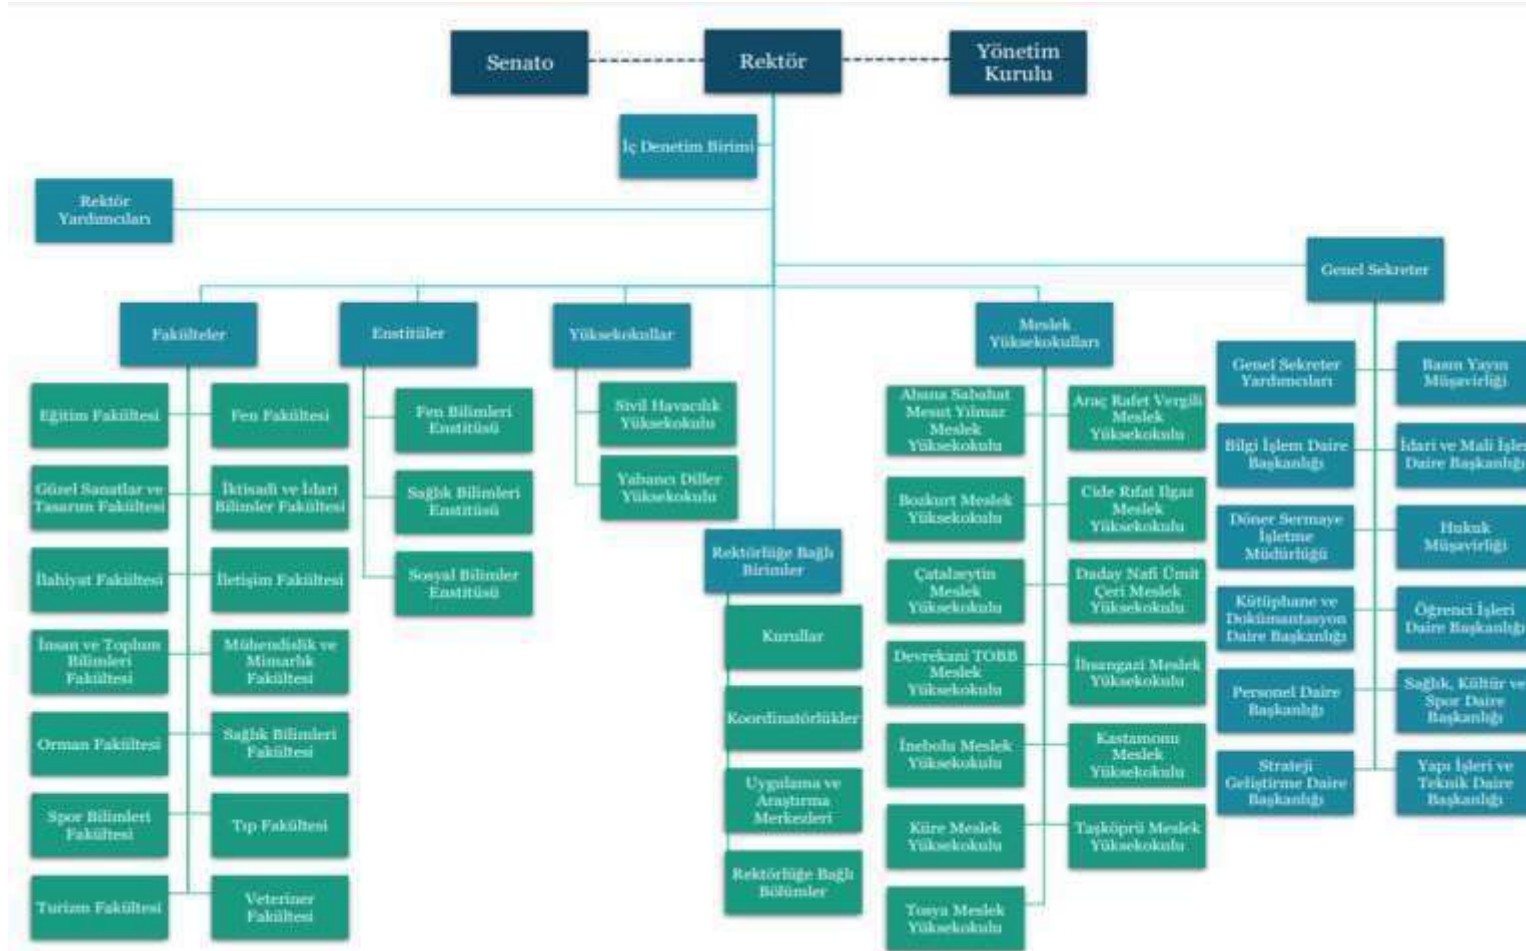 Senato
Rektör
Yönetim
Kurulu
İç Denetim Birimi
Rektör
Yardımcıları
Genel Sekreter
Fakülteler
Eğitim Fakültesi
Fen Fakültesi
Güzel Sanatlar ve
Tasarım Fakültesi
İktisadi ve İdari
Bilimler Fakültesi
İlahiyat Fakültesi
İletişim Fakültesi
İnsan ve Toplum
Bilimleri
Fakültesi
Mühendislik ve
Mimarlık
Fakültesi
Orman Fakültesi
Sağlık Bilimleri
Fakültesi
Spor Bilimleri
Fakültesi
Tıp Fakültesi
Turizm Fakültesi
Veteriner
Fakültesi
Enstitüler
Fen Bilimleri
Enstitüsü
Sağlık Bilimleri
Enstitüsü
Sosyal Bilimler
Enstitüsü
Yüksekokullar
Sivil Havacılık
Yüksekokulu
Yabancı Diller
Yüksekokulu
Rektörlüğe Bağlı
Birimler
Kurullar
Koordinatörlükler
Uygulama ve
Araştırma
Merkezleri
Rektörlüğe Bağlı
Bölümler
Meslek
Yüksekokulları
Abana Sabahat
Mesut Yılmaz
Meslek
Yüksekokulu
Araç Rafet Vergili
Meslek
Yüksekokulu
Bozkurt Meslek
Yüksekokulu
Cide Rıfat Ilgaz
Meslek
Yüksekokulu
Çatalzeytin
Meslek
Yüksekokulu
Daday Nafi Ümit
Çeri Meslek
Yüksekokulu
Devrekani TOBB
Meslek
Yüksekokulu
İhsangazi Meslek
Yüksekokulu
İnebolu Meslek
Yüksekokulu
Kastamonu
Meslek
Yüksekokulu
Küre Meslek
Yüksekokulu
Taşköprü Meslek
Yüksekokulu
Tosya Meslek
Yüksekokulu
Genel Sekreter
Yardımcıları
Basın Yayın
Müşavirliği
Bilgi İşlem Daire
Başkanlığı
İdari ve Mali İşler
Daire Başkanlığı
Döner Sermaye
İşletme
Müdürlüğü
Hukuk
Müşavirliği
Kütüphane ve
Dokümantasyon
Daire Başkanlığı
Öğrenci İşleri
Daire Başkanlığı
Personel Daire
Başkanlığı
Sağlık, Kültür ve
Spor Daire
Başkanlığı
Strateji
Geliştirme Daire
Başkanlığı
Yapı İşleri ve
Teknik Daire
Başkanlığı